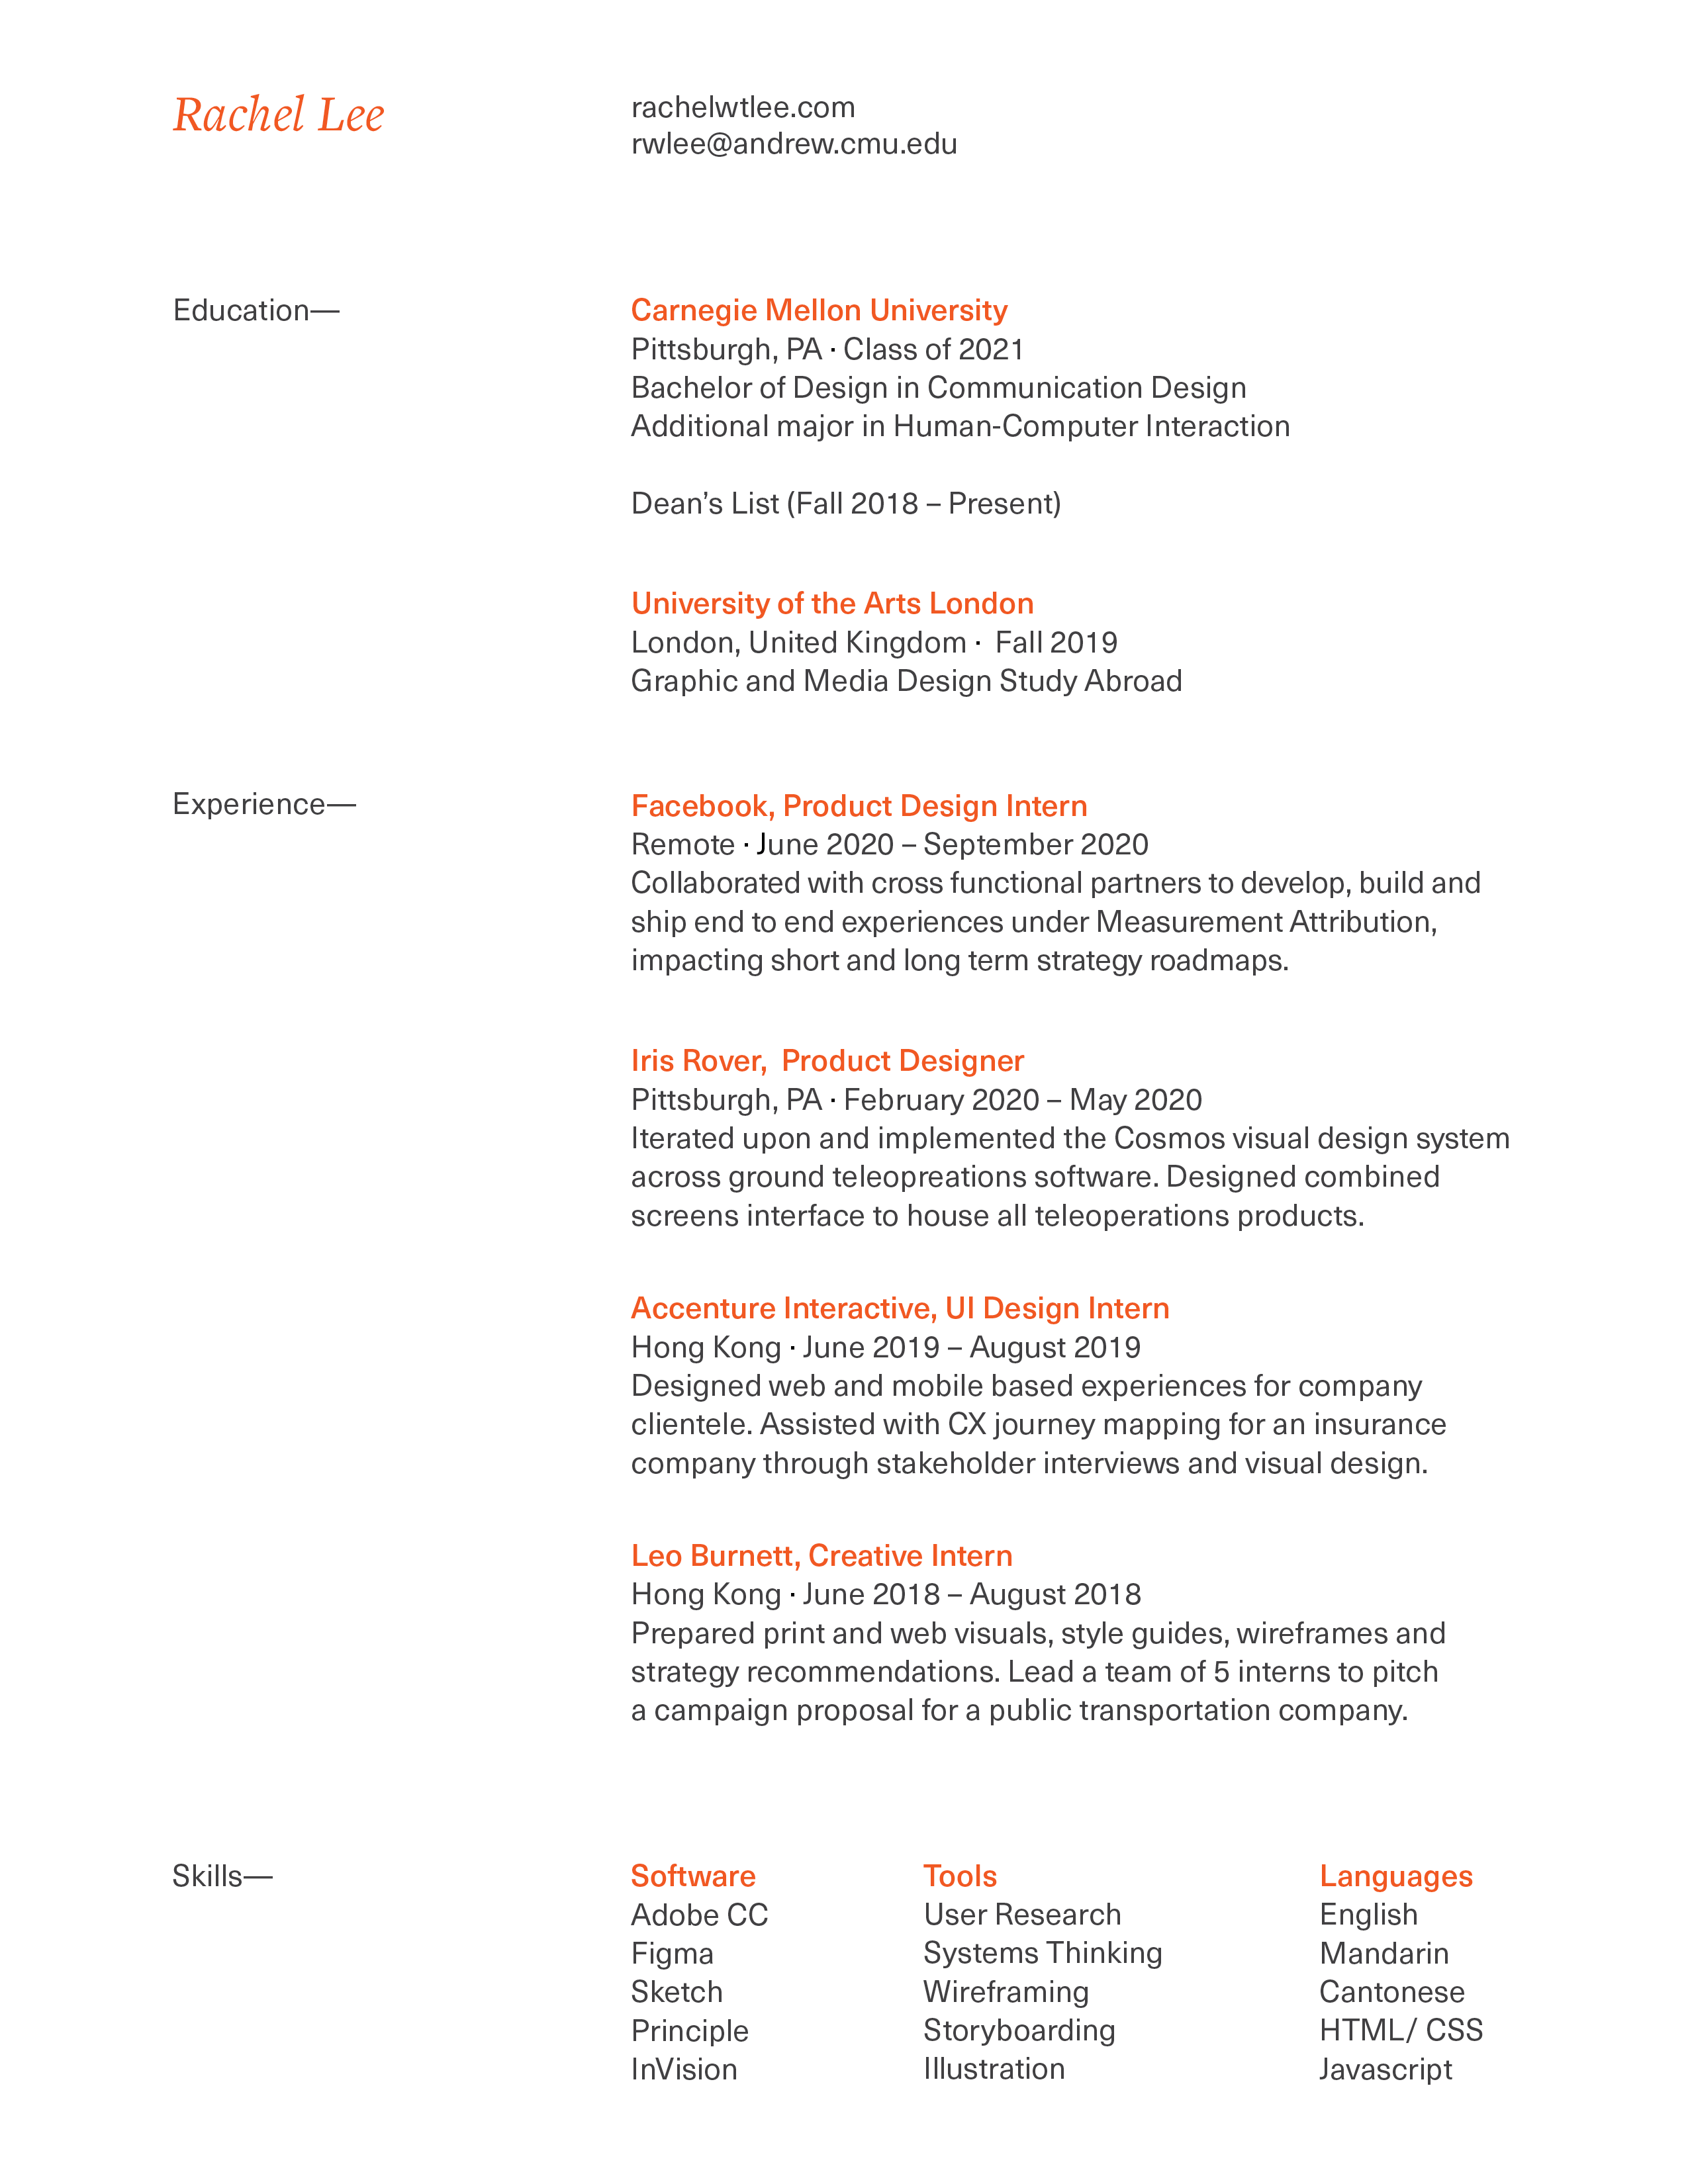 Rachel Lee
rachelwtlee.com
rwlee@andrew.cmu.edu
Education—
Carnegie Mellon University
Pittsburgh, PA · Class of 2021
Bachelor of Design in Communication Design
Additional major in Human-Computer Interaction
Dean’s List (Fall 2018 – Present)
University of the Arts London
London, United Kingdom ·  Fall 2019
Graphic and Media Design Study Abroad
Experience—
Facebook, Product Design Intern
Remote · June 2020 – September 2020
Collaborated with cross functional partners to develop, build and
ship end to end experiences under Measurement Attribution,
impacting short and long term strategy roadmaps.
Iris Rover,  Product Designer
Pittsburgh, PA · February 2020 – May 2020
Iterated upon and implemented the Cosmos visual design system
across ground teleopreations software. Designed combined
screens interface to house all teleoperations products.
Accenture Interactive, UI Design Intern
Hong Kong · June 2019 – August 2019
Designed web and mobile based experiences for company
clientele. Assisted with CX journey mapping for an insurance
company through stakeholder interviews and visual design.
Leo Burnett, Creative Intern
Hong Kong · June 2018 – August 2018
Prepared print and web visuals, style guides, wireframes and
strategy recommendations. Lead a team of 5 interns to pitch
a campaign proposal for a public transportation company.
Skills—
Software
Adobe CC
Figma
Sketch
Principle
InVision
Tools
User Research
Systems Thinking
Wireframing
Storyboarding
Illustration
Languages
English
Mandarin
Cantonese
HTML/ CSS
Javascript